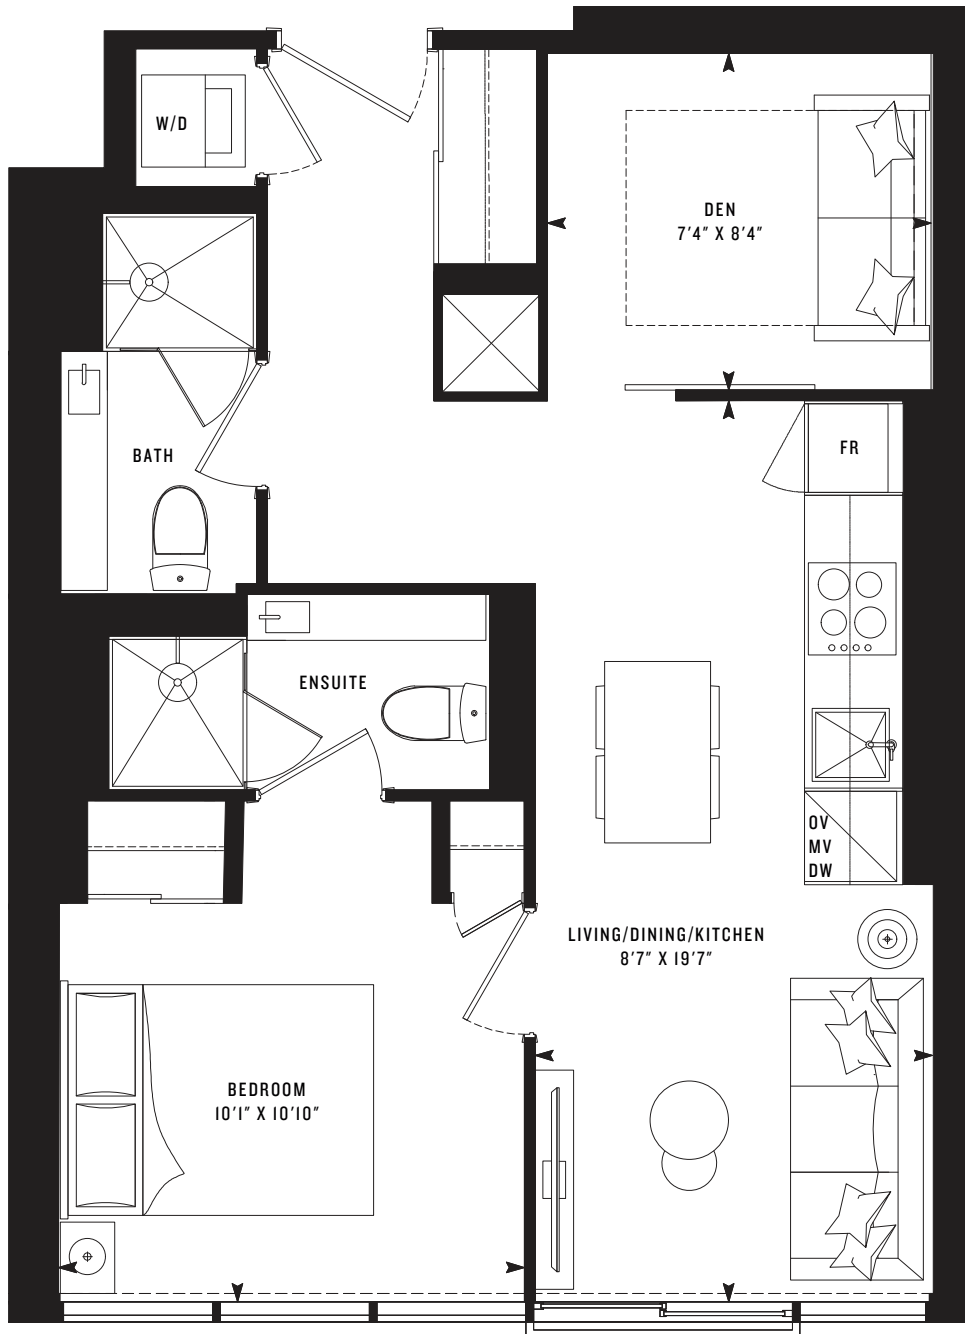 W/D
DEN
7'4" X 8'4"
BATH
FR
ENSUITE
OV
MV
DW
LIVING/DINING/KITCHEN
8'7" X 19'7"
BEDROOM
10'1" X 10'10"